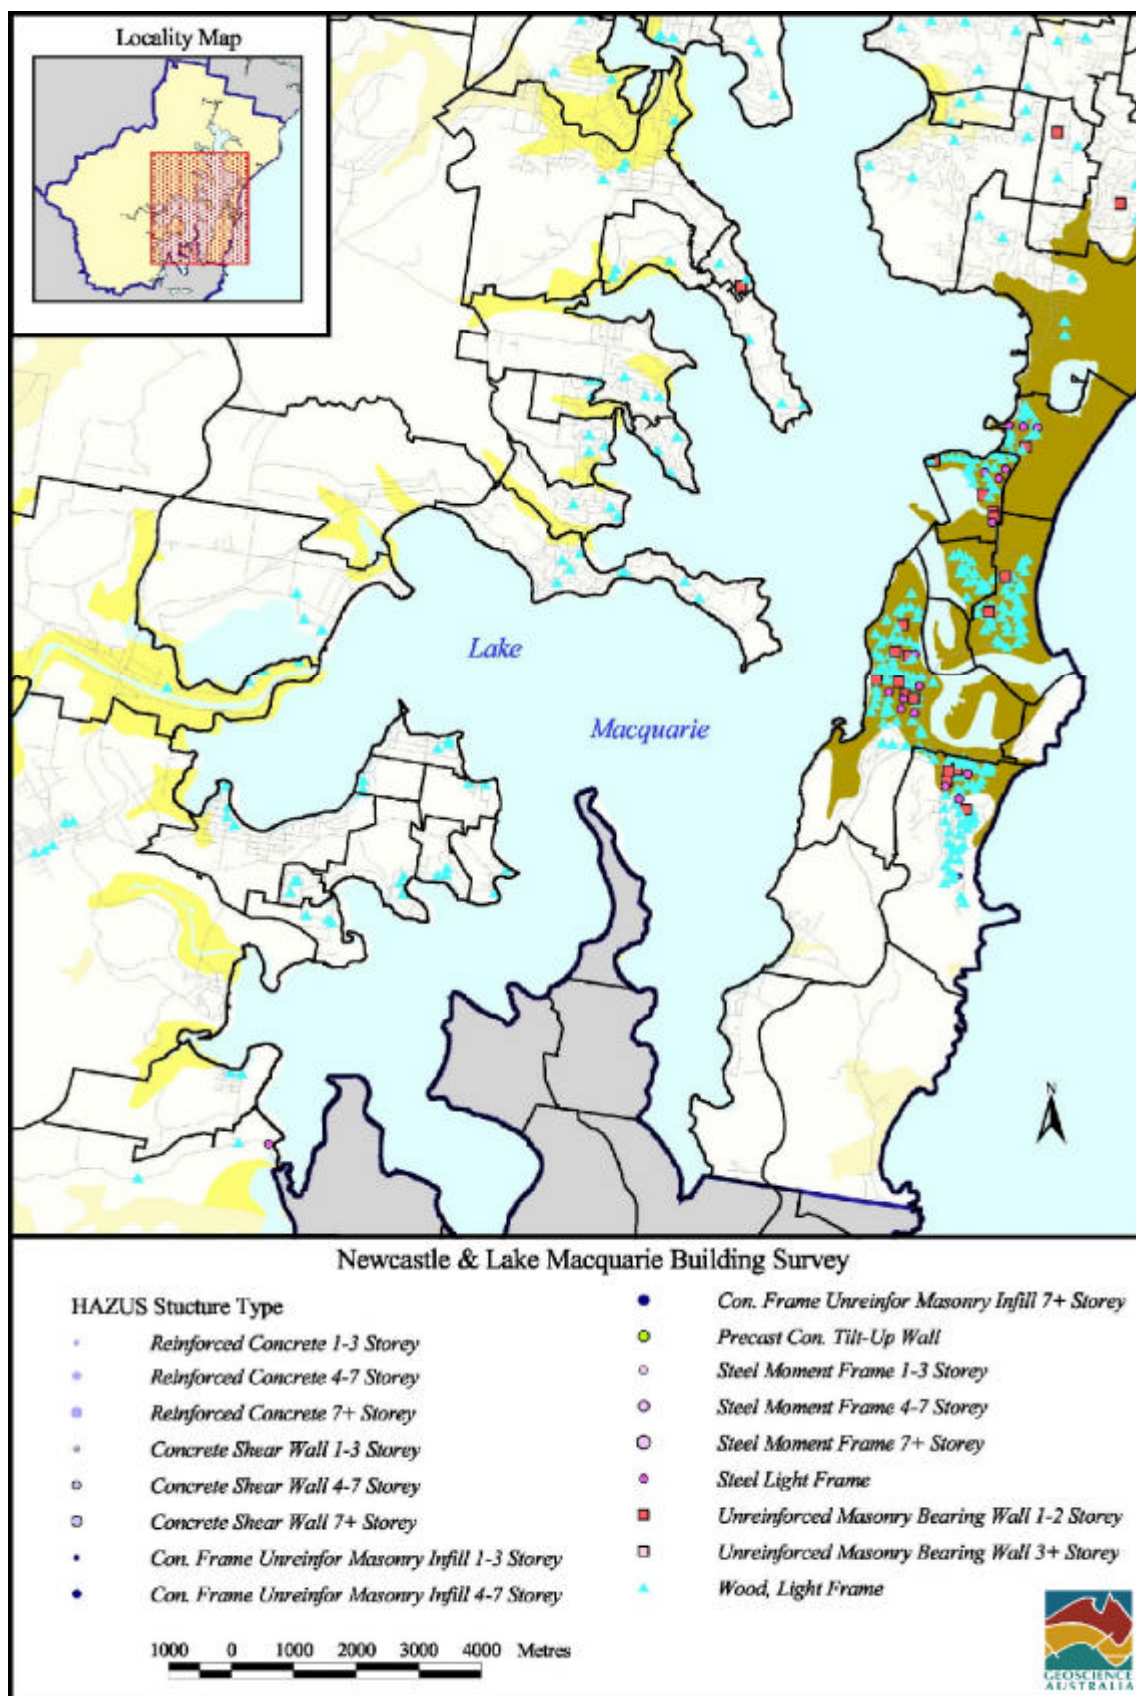 Locality Map
Lake
Macquarie
N
Newcastle & Lake Macquarie Building Survey
HAZUS Stucture Type
Reinforced Concrete 1-3 Storey
Reinforced Concrete 4-7 Storey
Reinforced Concrete 7+ Storey
Concrete Shear Wall 1-3 Storey
Concrete Shear Wall 4-7 Storey
Concrete Shear Wall 7+ Storey
Con. Frame Unreinfor Masonry Infill 1-3 Storey
Con. Frame Unreinfor Masonry Infill 4-7 Storey
Con. Frame Unreinfor Masonry Infill 7+ Storey
Precast Con. Tilt-Up Wall
Steel Moment Frame 1-3 Storey
Steel Moment Frame 4-7 Storey
Steel Moment Frame 7+ Storey
Steel Light Frame
Unreinforced Masonry Bearing Wall 1-2 Storey
Unreinforced Masonry Bearing Wall 3+ Storey
Wood, Light Frame
1000 0 1000 2000 3000 4000 Metres
GEOSCIENCE
AUSTRALIA